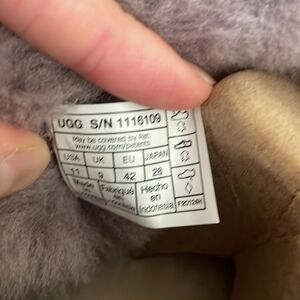 UGG S/N 1116109
May be covered by Pat:
www.ugg.com/patents
USA UK EU JAPAN
11 9 42 28
Made Fabriqué Hecho
in en en
Indonesia
F20126H